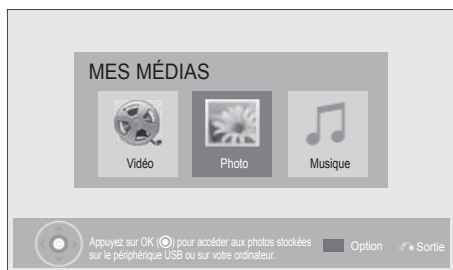 MES MÉDIAS
Vidéo
Photo
Musique
Appuyez sur OK (◉) pour accéder aux photos stockées
sur le périphérique USB ou sur votre ordinateur.
Option
Sortie